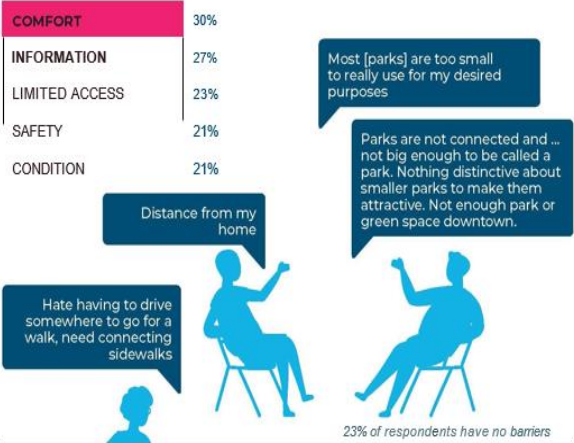 COMFORT 30%
INFORMATION 27%
LIMITED ACCESS 23%
SAFETY 21%
CONDITION 21%
Most [parks] are too small
to really use for my desired
purposes
Parks are not connected and ...
not big enough to be called a
park. Nothing distinctive about
smaller parks to make them
attractive. Not enough park or
green space downtown.
Distance from my
home
Hate having to drive
somewhere to go for a
walk, need connecting
sidewalks
23% of respondents have no barriers